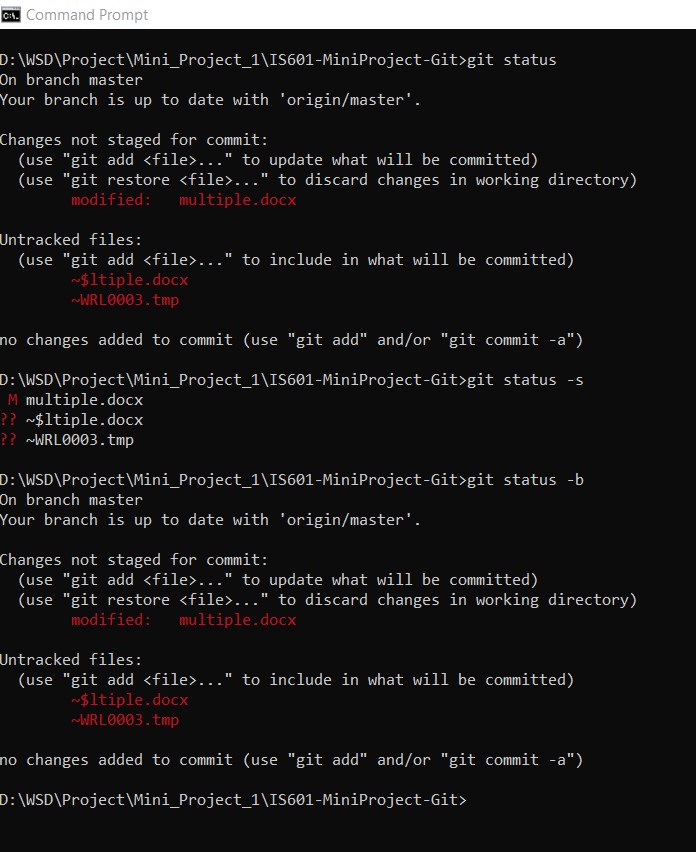 Command Prompt
D:\WSD\Project\Mini_Project_1\IS601-MiniProject-Git>git status
On branch master
Your branch is up to date with 'origin/master'.
Changes not staged for commit:
  (use "git add <file>..." to update what will be committed)
  (use "git restore <file>..." to discard changes in working directory)
        modified:   multiple.docx
Untracked files:
  (use "git add <file>..." to include in what will be committed)
        ~$ltiple.docx
        ~WRL0003.tmp
no changes added to commit (use "git add" and/or "git commit -a")
D:\WSD\Project\Mini_Project_1\IS601-MiniProject-Git>git status -s
 M multiple.docx
?? ~$ltiple.docx
?? ~WRL0003.tmp
D:\WSD\Project\Mini_Project_1\IS601-MiniProject-Git>git status -b
On branch master
Your branch is up to date with 'origin/master'.
Changes not staged for commit:
  (use "git add <file>..." to update what will be committed)
  (use "git restore <file>..." to discard changes in working directory)
        modified:   multiple.docx
Untracked files:
  (use "git add <file>..." to include in what will be committed)
        ~$ltiple.docx
        ~WRL0003.tmp
no changes added to commit (use "git add" and/or "git commit -a")
D:\WSD\Project\Mini_Project_1\IS601-MiniProject-Git>